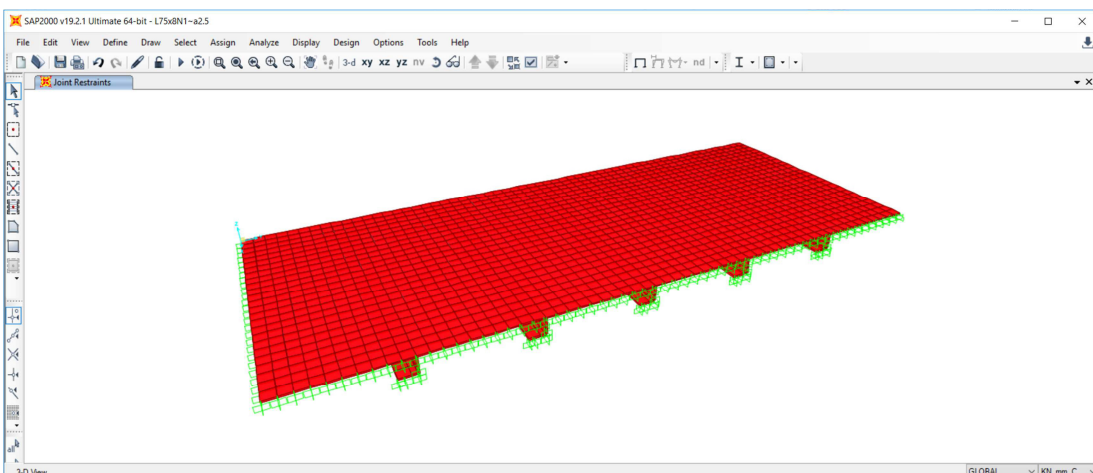 SAP2000 v19.2.1 Ultimate 64-bit - L75x8N1~a2.5
File Edit View Define Draw Select Assign Analyze Display Design Options Tools Help
3-d xy xz yz nv nd
Joint Restraints
z
all
3-D View GLOBAL KN, mm, C